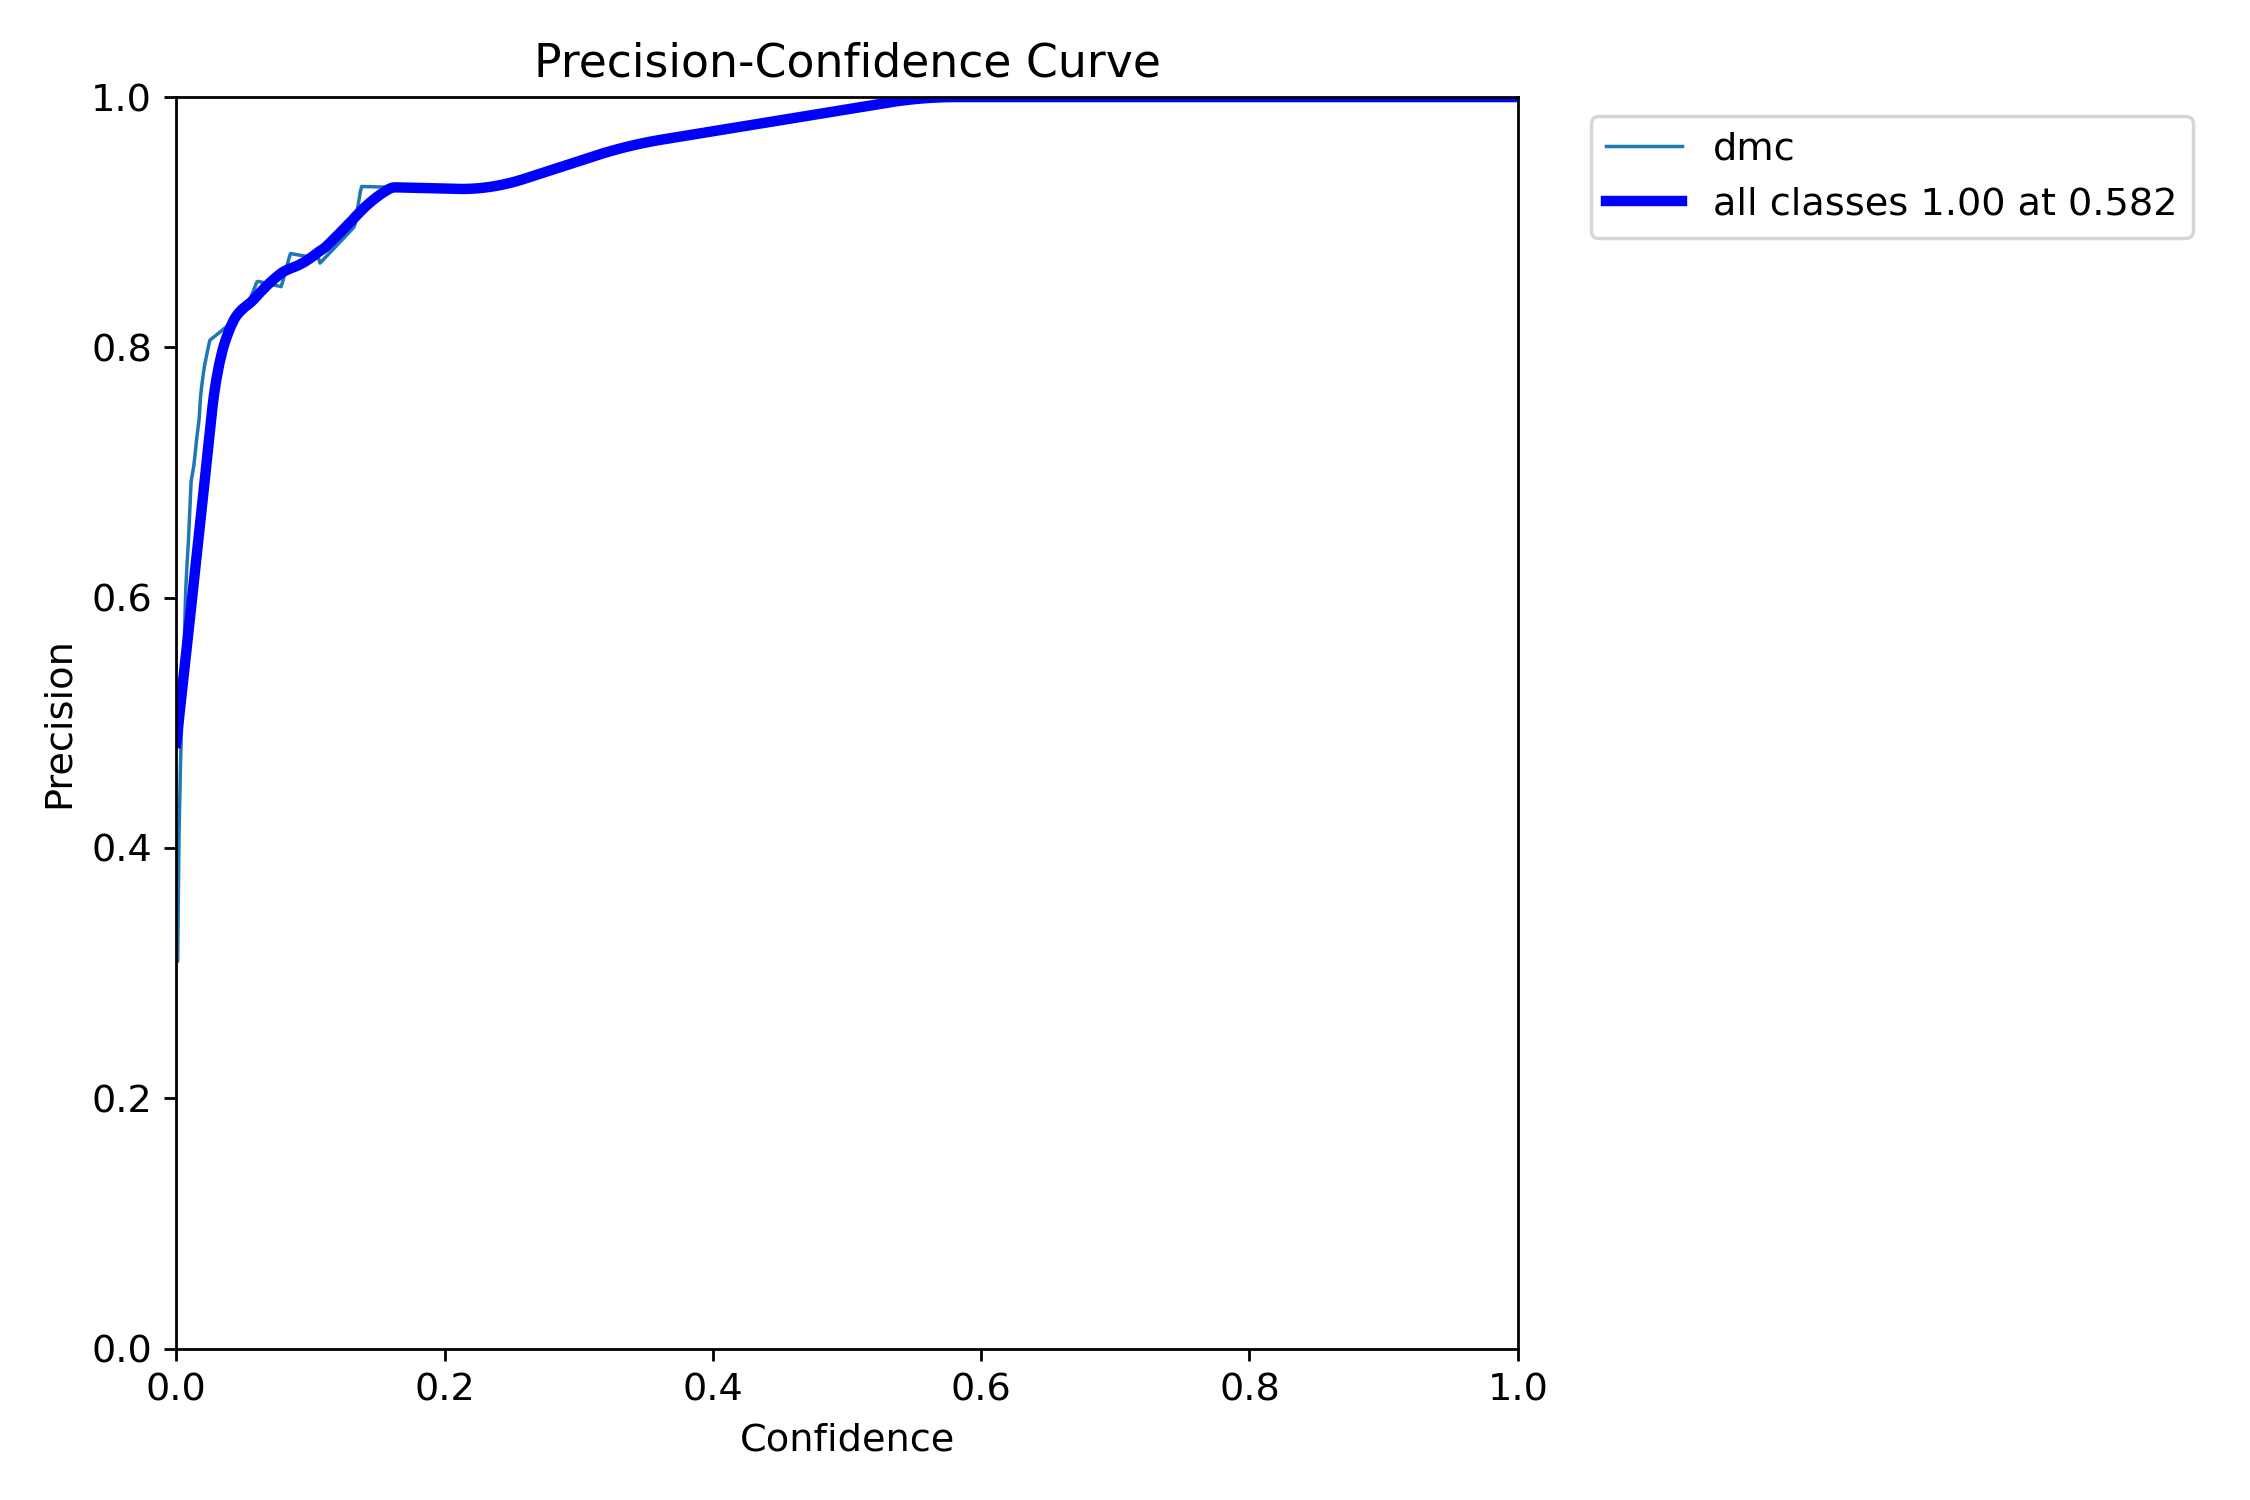 Precision-Confidence Curve
1.0
0.8
0.6
0.4
0.2
0.0
Precision
0.0 0.2 0.4 0.6 0.8 1.0
Confidence
dmc
all classes 1.00 at 0.582